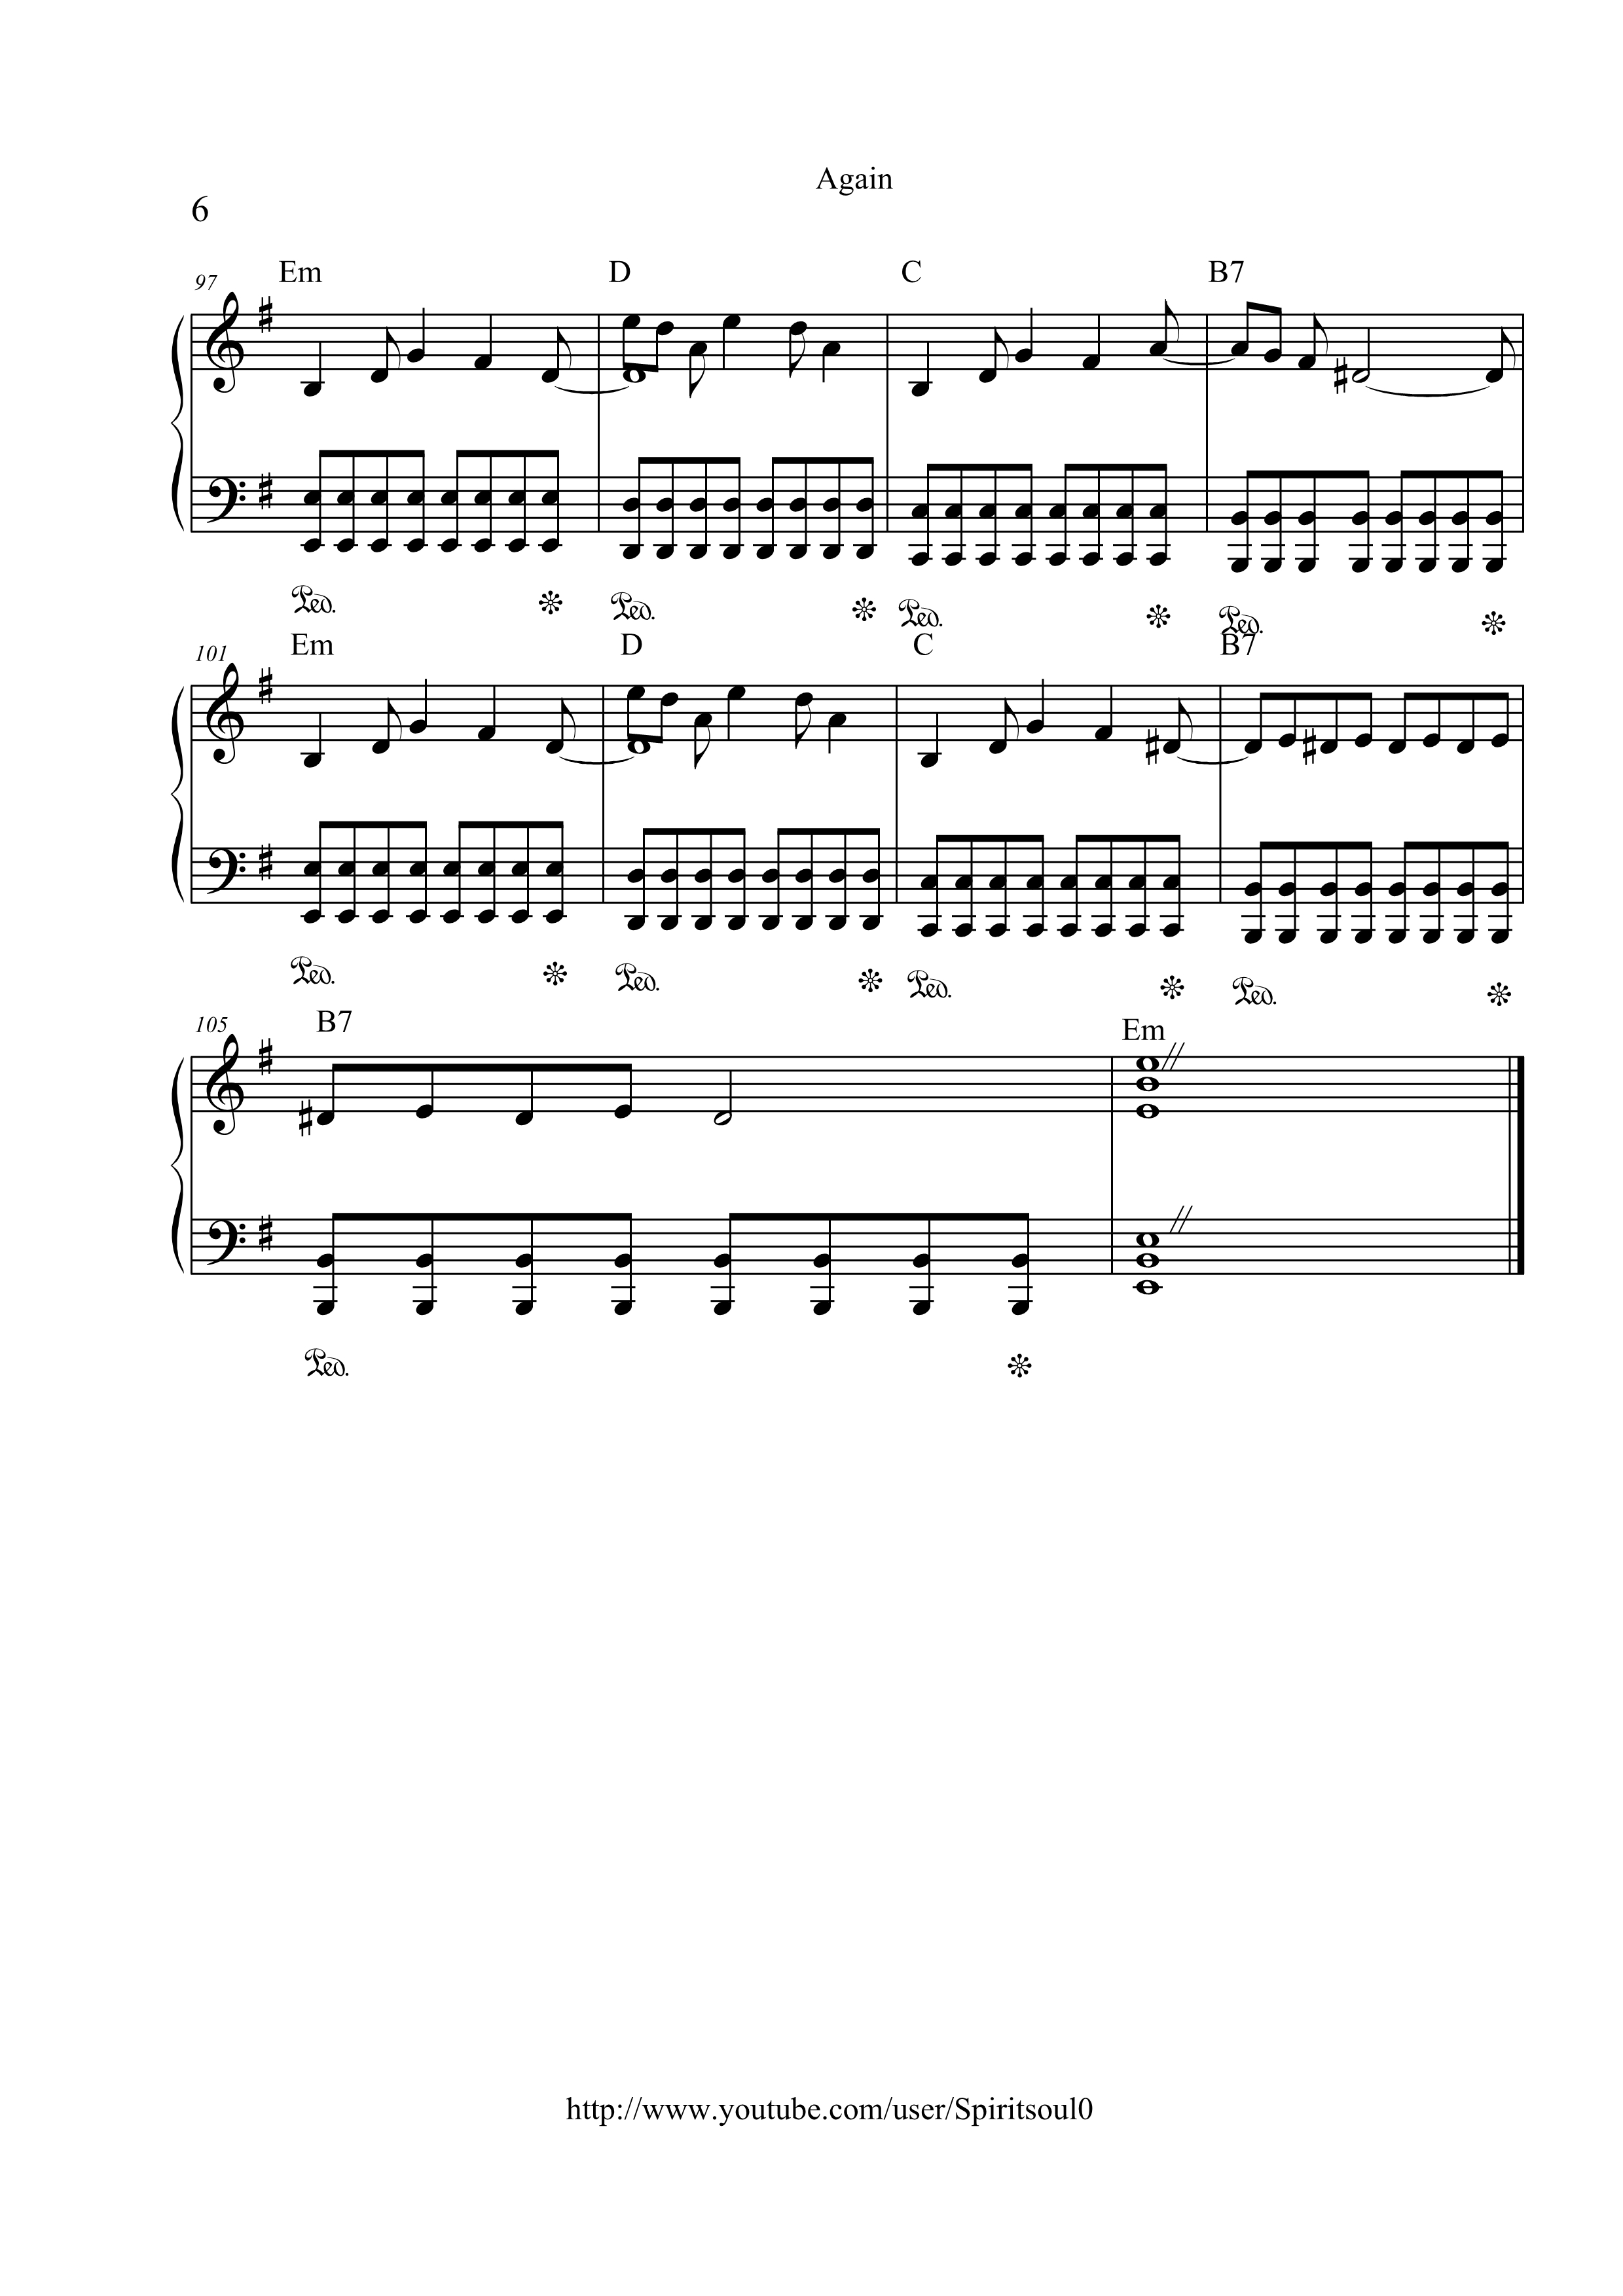 Again
6
97 Em D C B7
Ped. Ped. Ped. Ped.
101 Em D C B7
Ped. Ped. Ped. Ped.
105 B7 Em
Ped.
http://www.youtube.com/user/Spiritsoul0